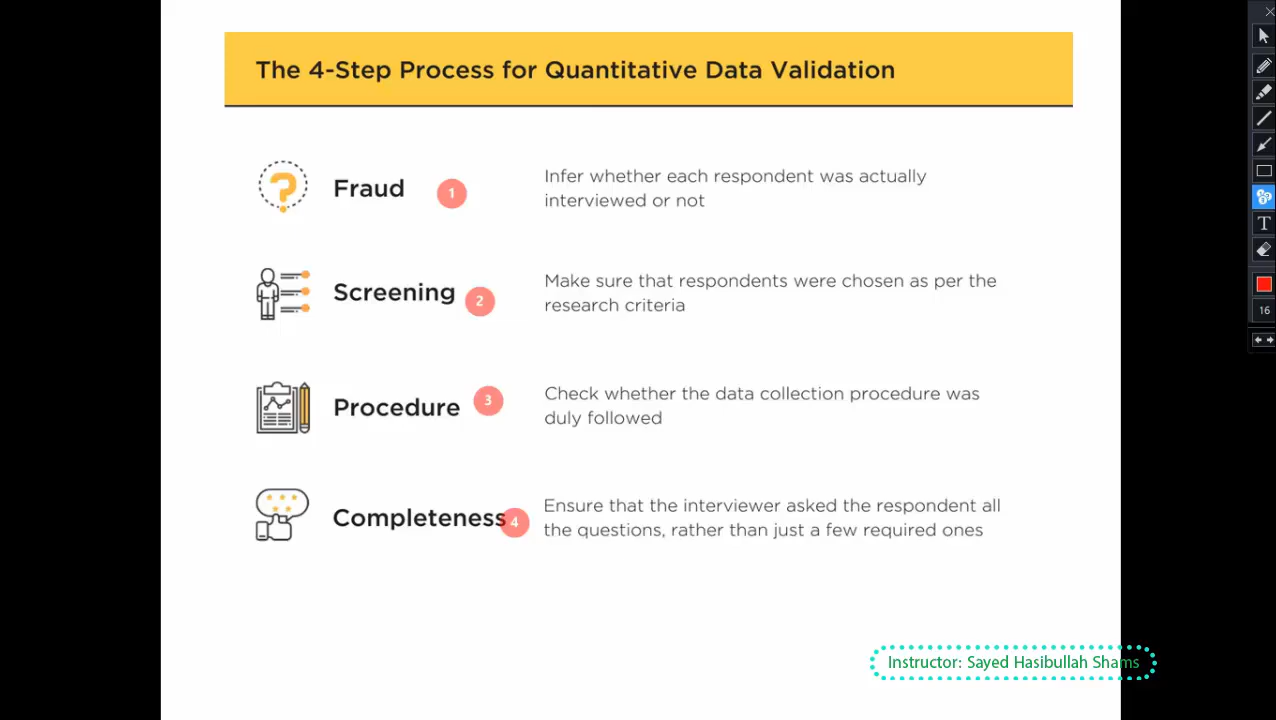 The 4-Step Process for Quantitative Data Validation
Fraud
1
Infer whether each respondent was actually
interviewed or not
Screening
2
Make sure that respondents were chosen as per the
research criteria
Procedure
3
Check whether the data collection procedure was
duly followed
Completeness
4
Ensure that the interviewer asked the respondent all
the questions, rather than just a few required ones
Instructor: Sayed Hasibullah Shams
T
16